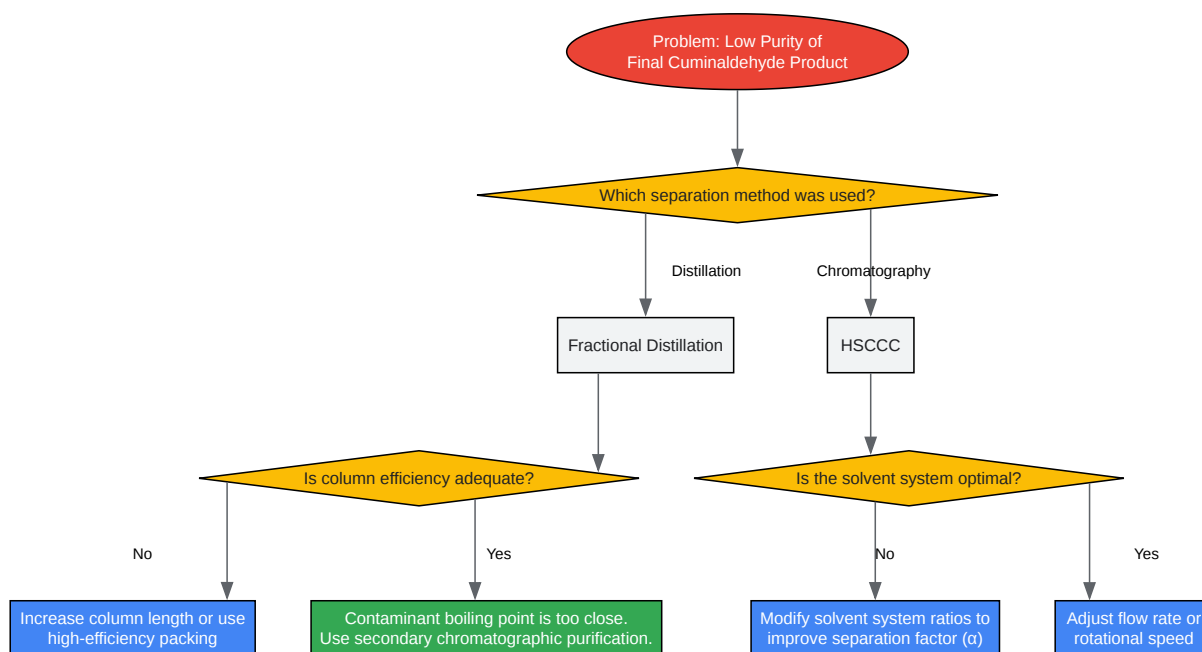 Problem: Low Purity of
Final Cuminaldehyde Product
Which separation method was used?
Distillation
Chromatography
Fractional Distillation
HSCCC
Is column efficiency adequate?
Is the solvent system optimal?
No
Yes
No
Yes
Increase column length or use
high-efficiency packing
Contaminant boiling point is too close.
Use secondary chromatographic purification.
Modify solvent system ratios to
improve separation factor (α)
Adjust flow rate or
rotational speed